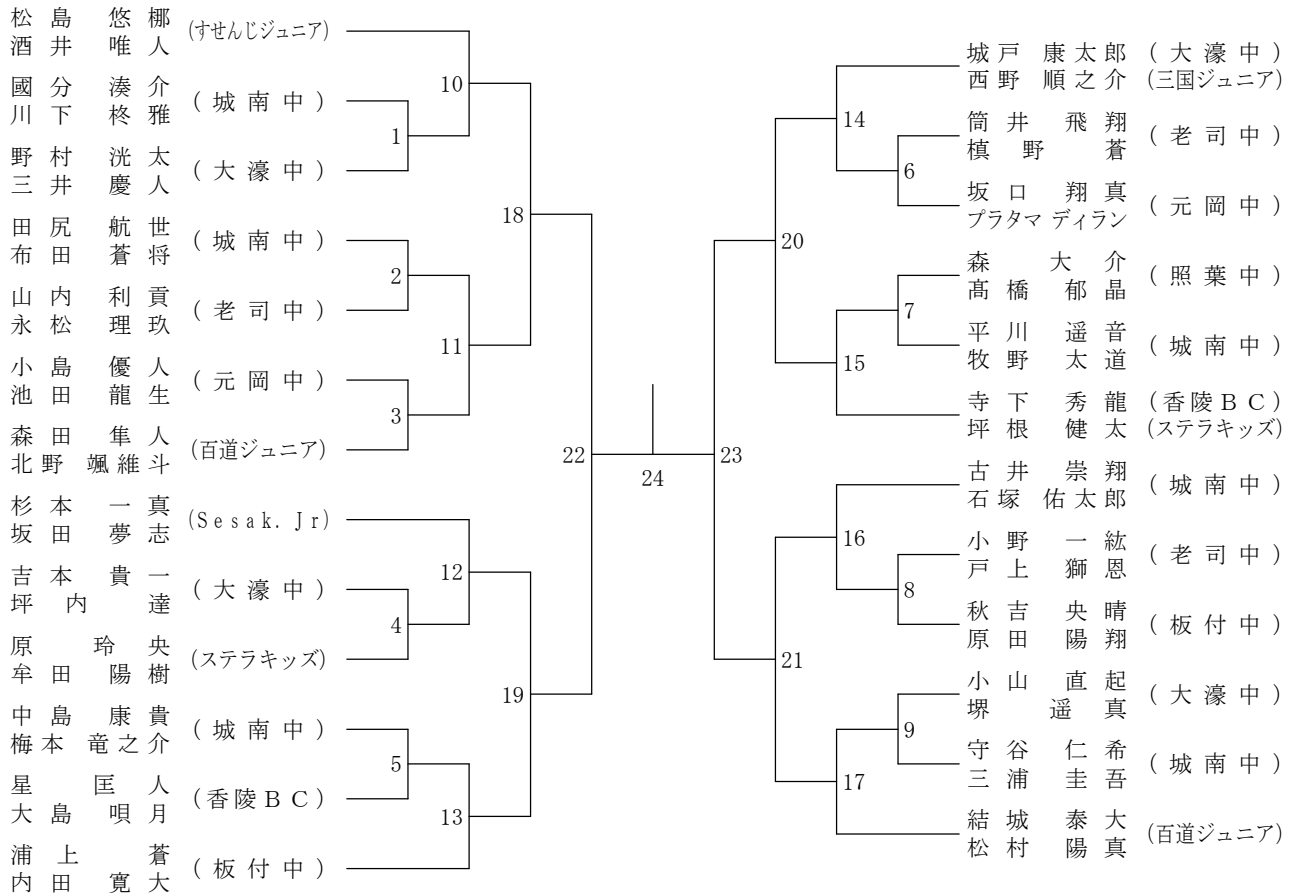 松島 悠梛
酒井 唯人
(すせんじジュニア)
國分 湊介
川下 柊雅
(城南中)
野村 洸太
三井 慶人
(大濠中)
田尻 航世
布田 蒼将
(城南中)
山内 利貢
永松 理玖
(老司中)
小島 優人
池田 龍生
(元岡中)
森田 隼人
北野 颯維斗
(百道ジュニア)
杉本 一真
坂田 夢志
(Sesak. Jr)
吉本 貴一
坪内 達
(大濠中)
原 玲央
牟田 陽樹
(ステラキッズ)
中島 康貴
梅本 竜之介
(城南中)
星 匡人
大島 唄月
(香陵BC)
浦上 蒼
内田 寛大
(板付中)
10
1
18
2
11
3
22
12
4
19
5
13
24
23
14
6
20
7
15
16
8
21
9
17
城戸 康太郎 (大濠中)
西野 順之介 (三国ジュニア)
筒井 飛翔
槙野 蒼
(老司中)
坂口 翔真
プラタマ ディラン
(元岡中)
森 大介
髙橋 郁晶
(照葉中)
平川 遥音
牧野 太道
(城南中)
寺下 秀龍 (香陵BC)
坪根 健太 (ステラキッズ)
古井 崇翔
石塚 佑太郎
(城南中)
小野 一紘
戸上 獅恩
(老司中)
秋吉 央晴
原田 陽翔
(板付中)
小山 直起
堺 遥真
(大濠中)
守谷 仁希
三浦 圭吾
(城南中)
結城 泰大
松村 陽真
(百道ジュニア)